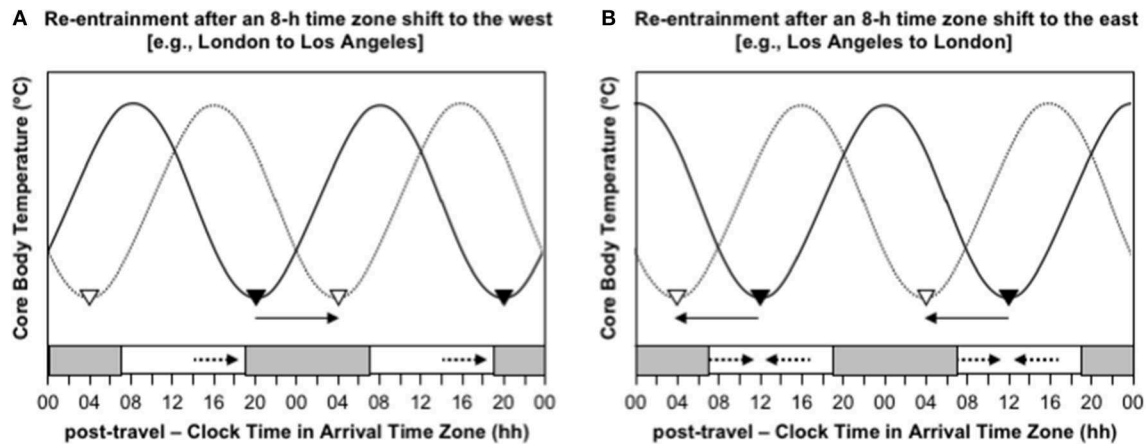 A Re-entrainment after an 8-h time zone shift to the west
[e.g., London to Los Angeles]
Core Body Temperature (°C)
00 04 08 12 16 20 00 04 08 12 16 20 00
post-travel – Clock Time in Arrival Time Zone (hh)
B Re-entrainment after an 8-h time zone shift to the east
[e.g., Los Angeles to London]
Core Body Temperature (°C)
00 04 08 12 16 20 00 04 08 12 16 20 00
post-travel – Clock Time in Arrival Time Zone (hh)